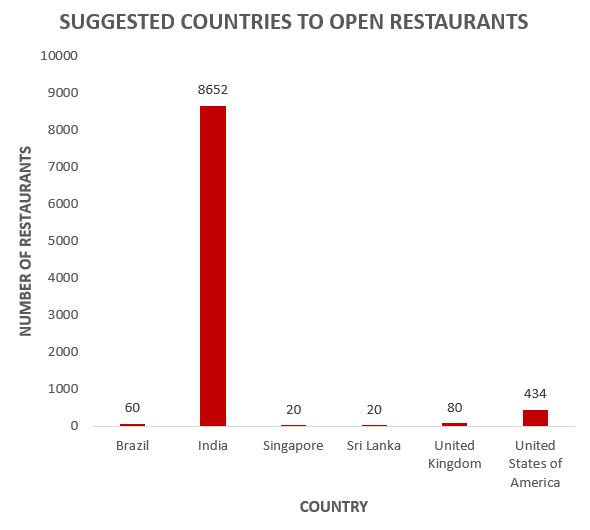 SUGGESTED COUNTRIES TO OPEN RESTAURANTS
10000
9000
8000
7000
6000
5000
4000
3000
2000
1000
0
NUMBER OF RESTAURANTS
60
8652
20
20
80
434
Brazil
India
Singapore
Sri Lanka
United
Kingdom
United
States of
America
COUNTRY